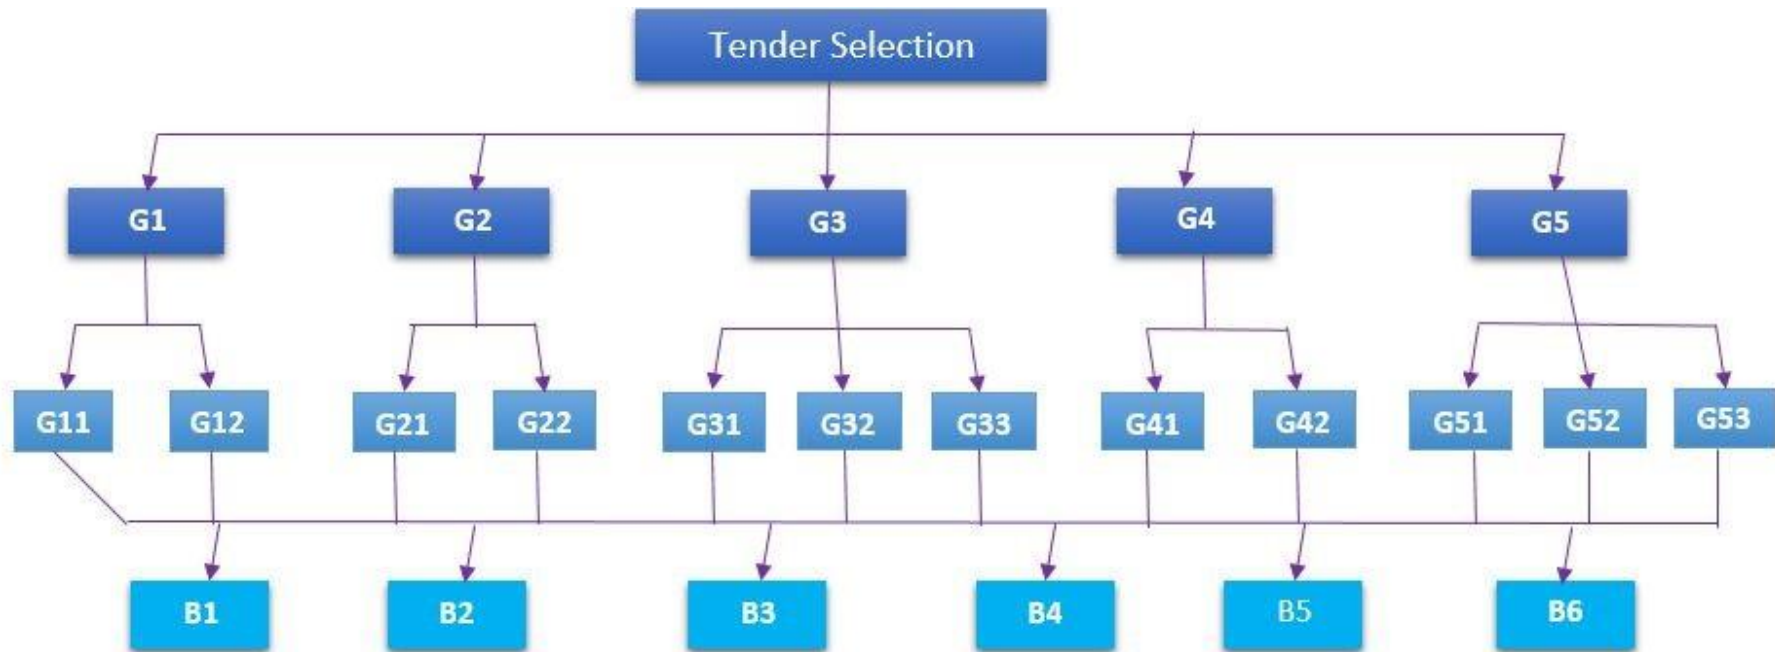 Tender Selection
G1
G2
G3
G4
G5
G11
G12
G21
G22
G31
G32
G33
G41
G42
G51
G52
G53
B1
B2
B3
B4
B5
B6